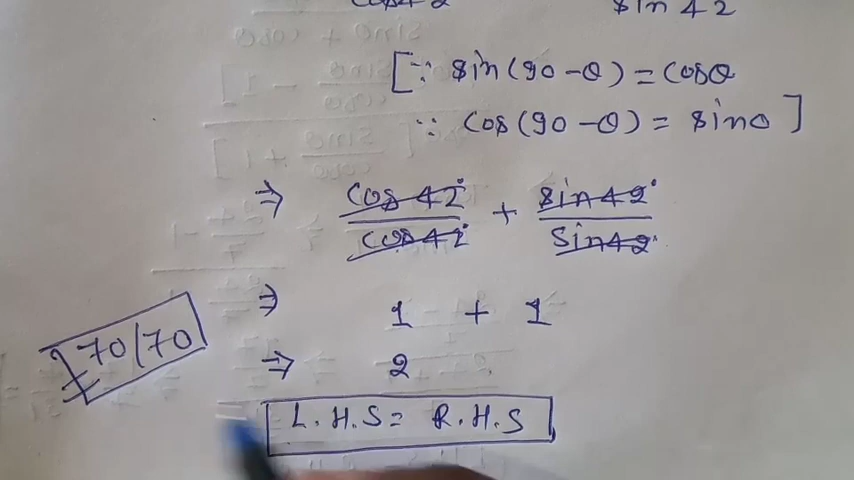 cos42 sin 42
[∵ sin(90-θ) = cosθ
∵ cos(90-θ) = sinθ ]
⇒ cos 42° / cos 42° + sin 42° / sin 42°
⇒ 1 + 1
⇒ 2
70/70
L.H.S = R.H.S